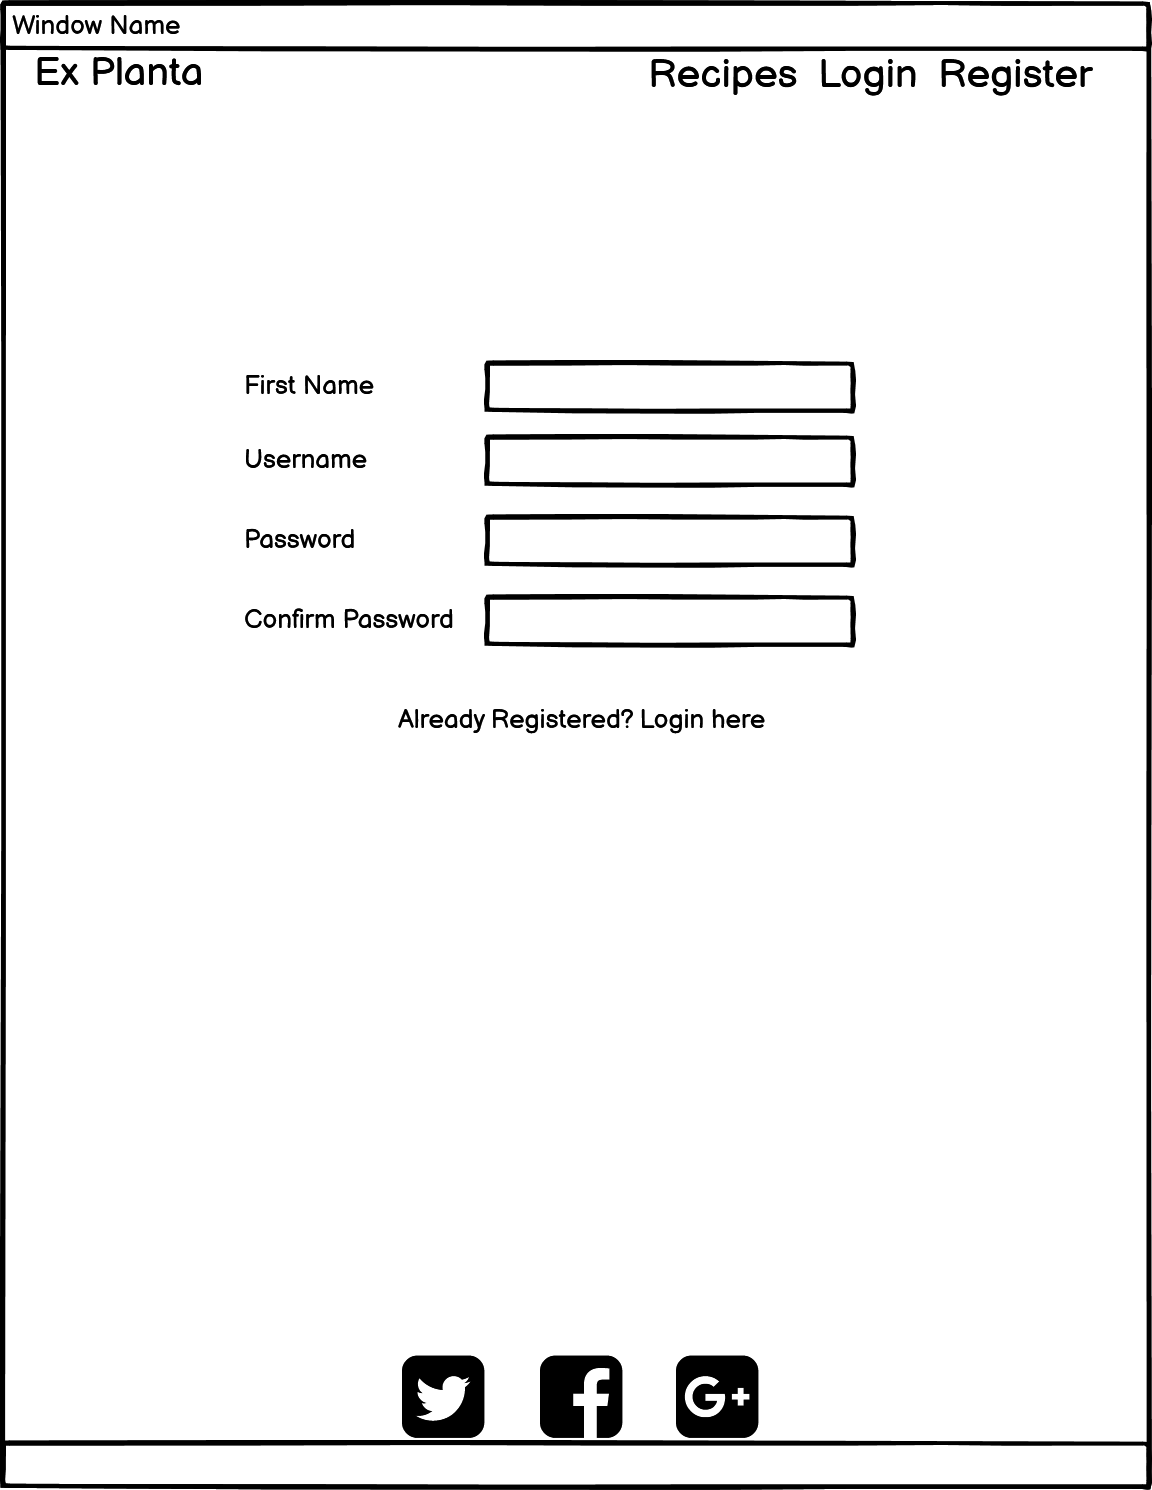 Window Name
Ex Planta
Recipes Login Register
First Name
Username
Password
Confirm Password
Already Registered? Login here
G+